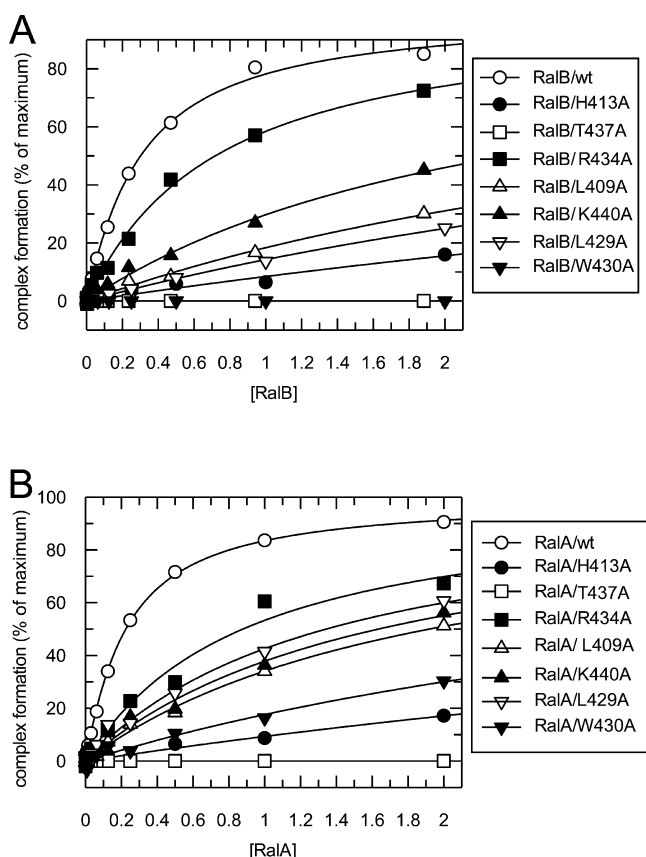 A
complex formation (% of maximum)
80
60
40
20
0
0 0.2 0.4 0.6 0.8 1 1.2 1.4 1.6 1.8 2
[RalB]
RalB/wt
RalB/H413A
RalB/T437A
RalB/ R434A
RalB/L409A
RalB/ K440A
RalB/L429A
RalB/W430A
B
complex formation (% of maximum)
100
80
60
40
20
0
0 0.2 0.4 0.6 0.8 1 1.2 1.4 1.6 1.8 2
[RalA]
RalA/wt
RalA/H413A
RalA/T437A
RalA/R434A
RalA/ L409A
RalA/K440A
RalA/L429A
RalA/W430A